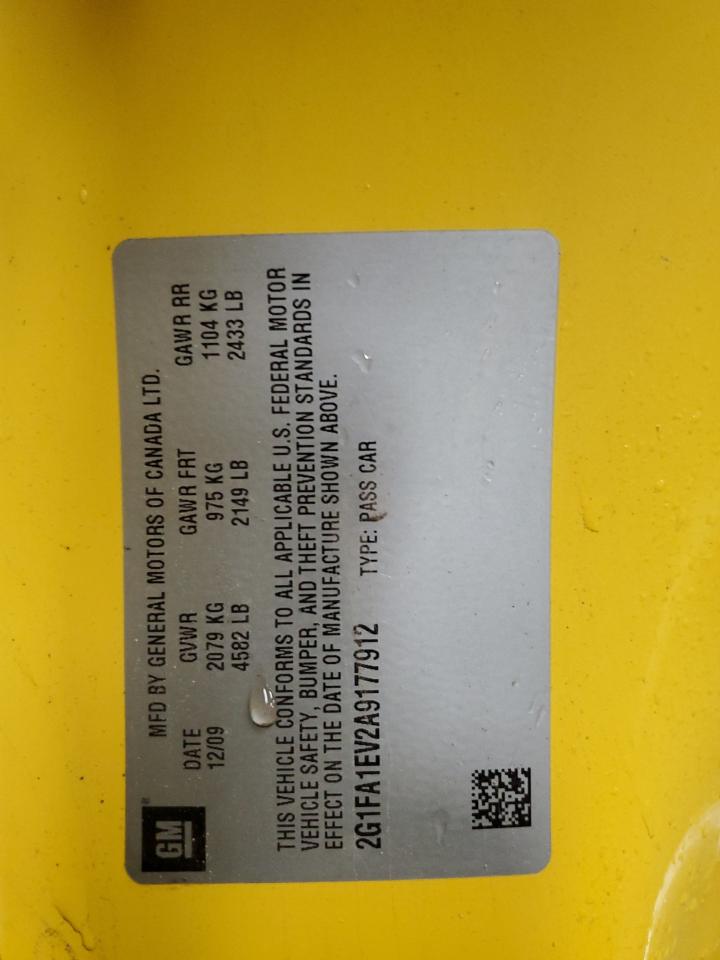 GM
MFD BY GENERAL MOTORS OF CANADA LTD.
DATE GVWR GAWR FRT GAWR RR
12/09 2079 KG 975 KG 1104 KG
4582 LB 2149 LB 2433 LB
THIS VEHICLE CONFORMS TO ALL APPLICABLE U.S. FEDERAL MOTOR
VEHICLE SAFETY, BUMPER, AND THEFT PREVENTION STANDARDS IN
EFFECT ON THE DATE OF MANUFACTURE SHOWN ABOVE.
2G1FA1EV2A9177912 TYPE: PASS CAR